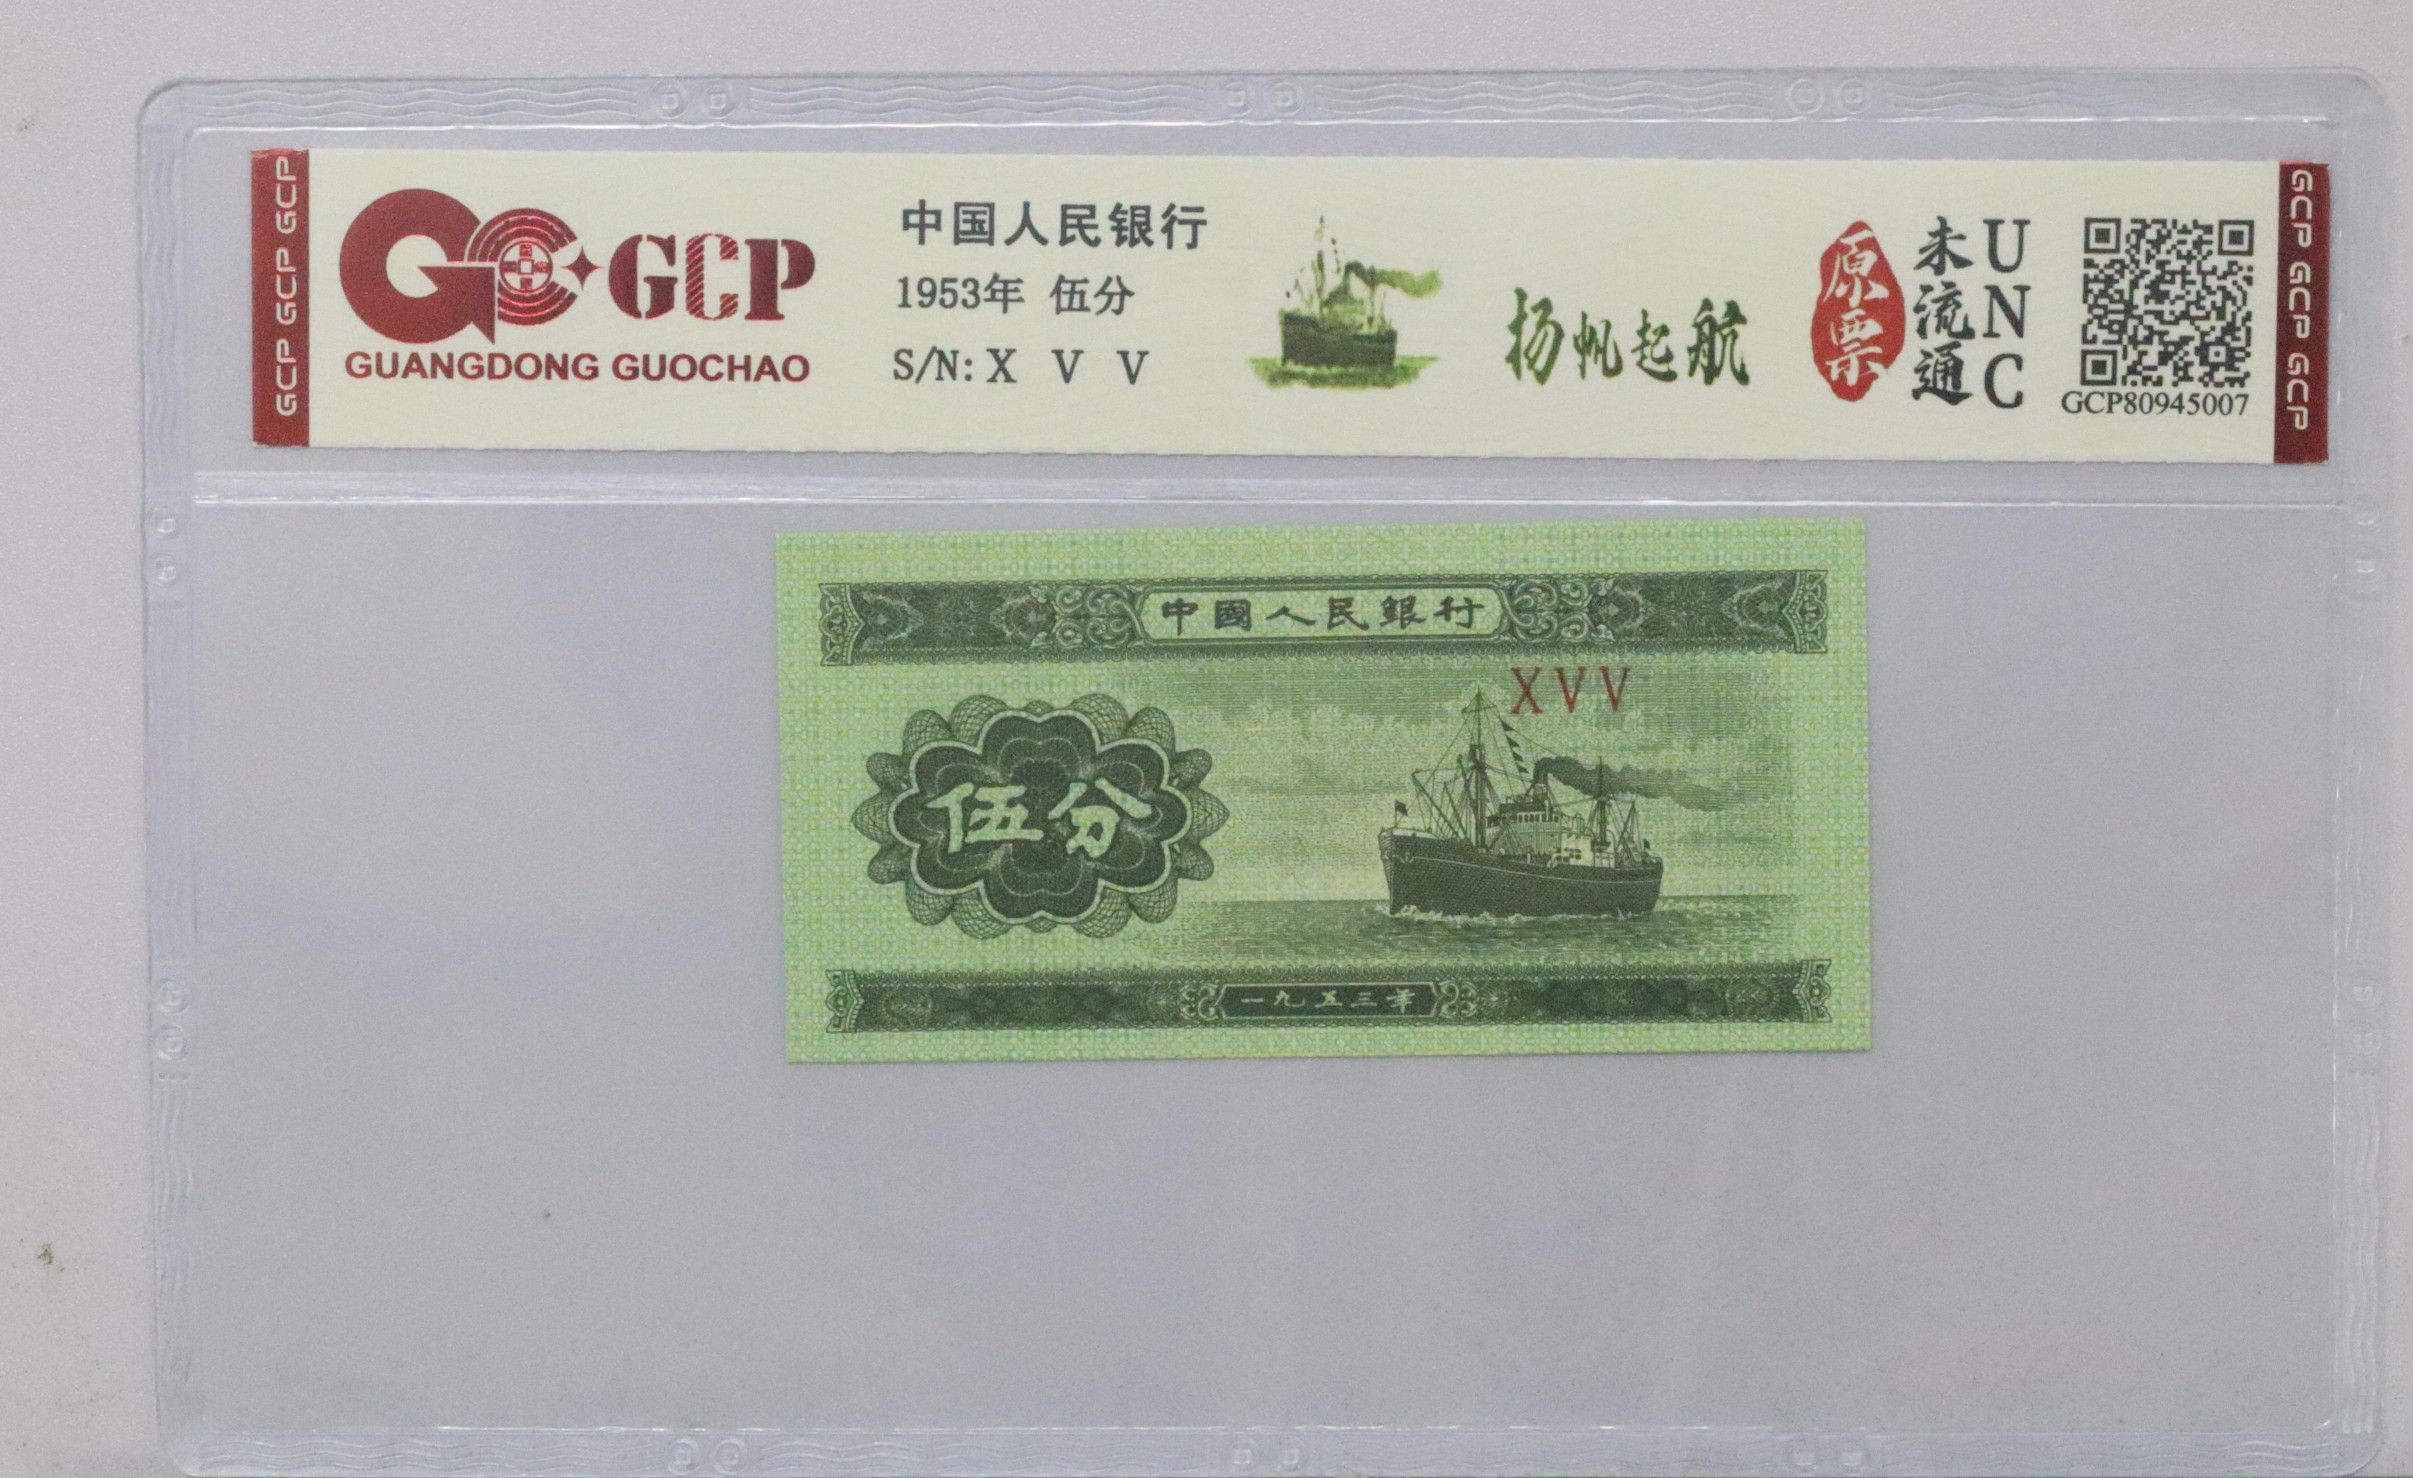 GCP GCP GCP
GCP
GUANGDONG GUOCHAO
中国人民银行
1953年 伍分
S/N: X V V
扬帆起航
原票
未流通
UNC
GCP80945007
GCP GCP GCP
中國人民銀行
XVV
伍分
一九五三年